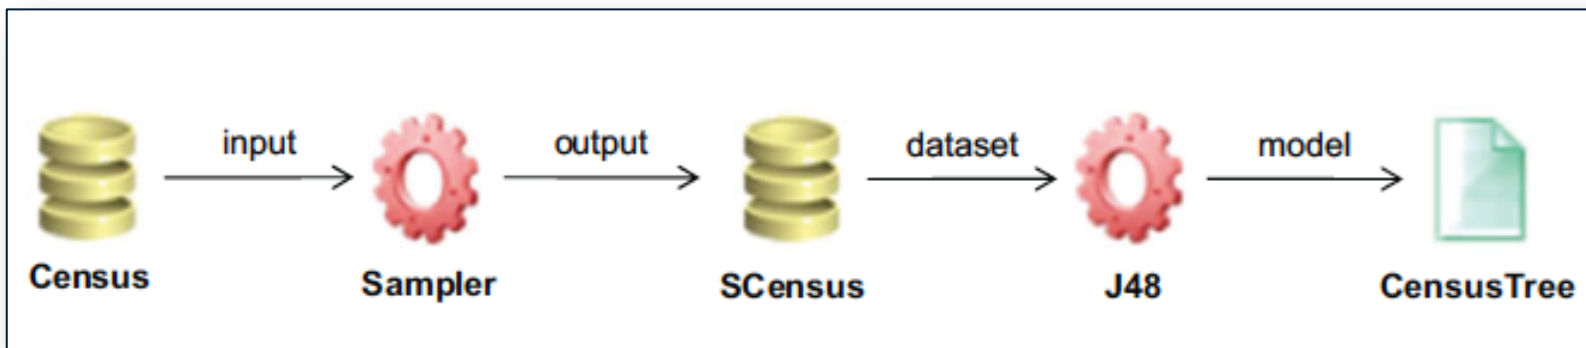 input
output
dataset
model
Census
Sampler
SCensus
J48
CensusTree